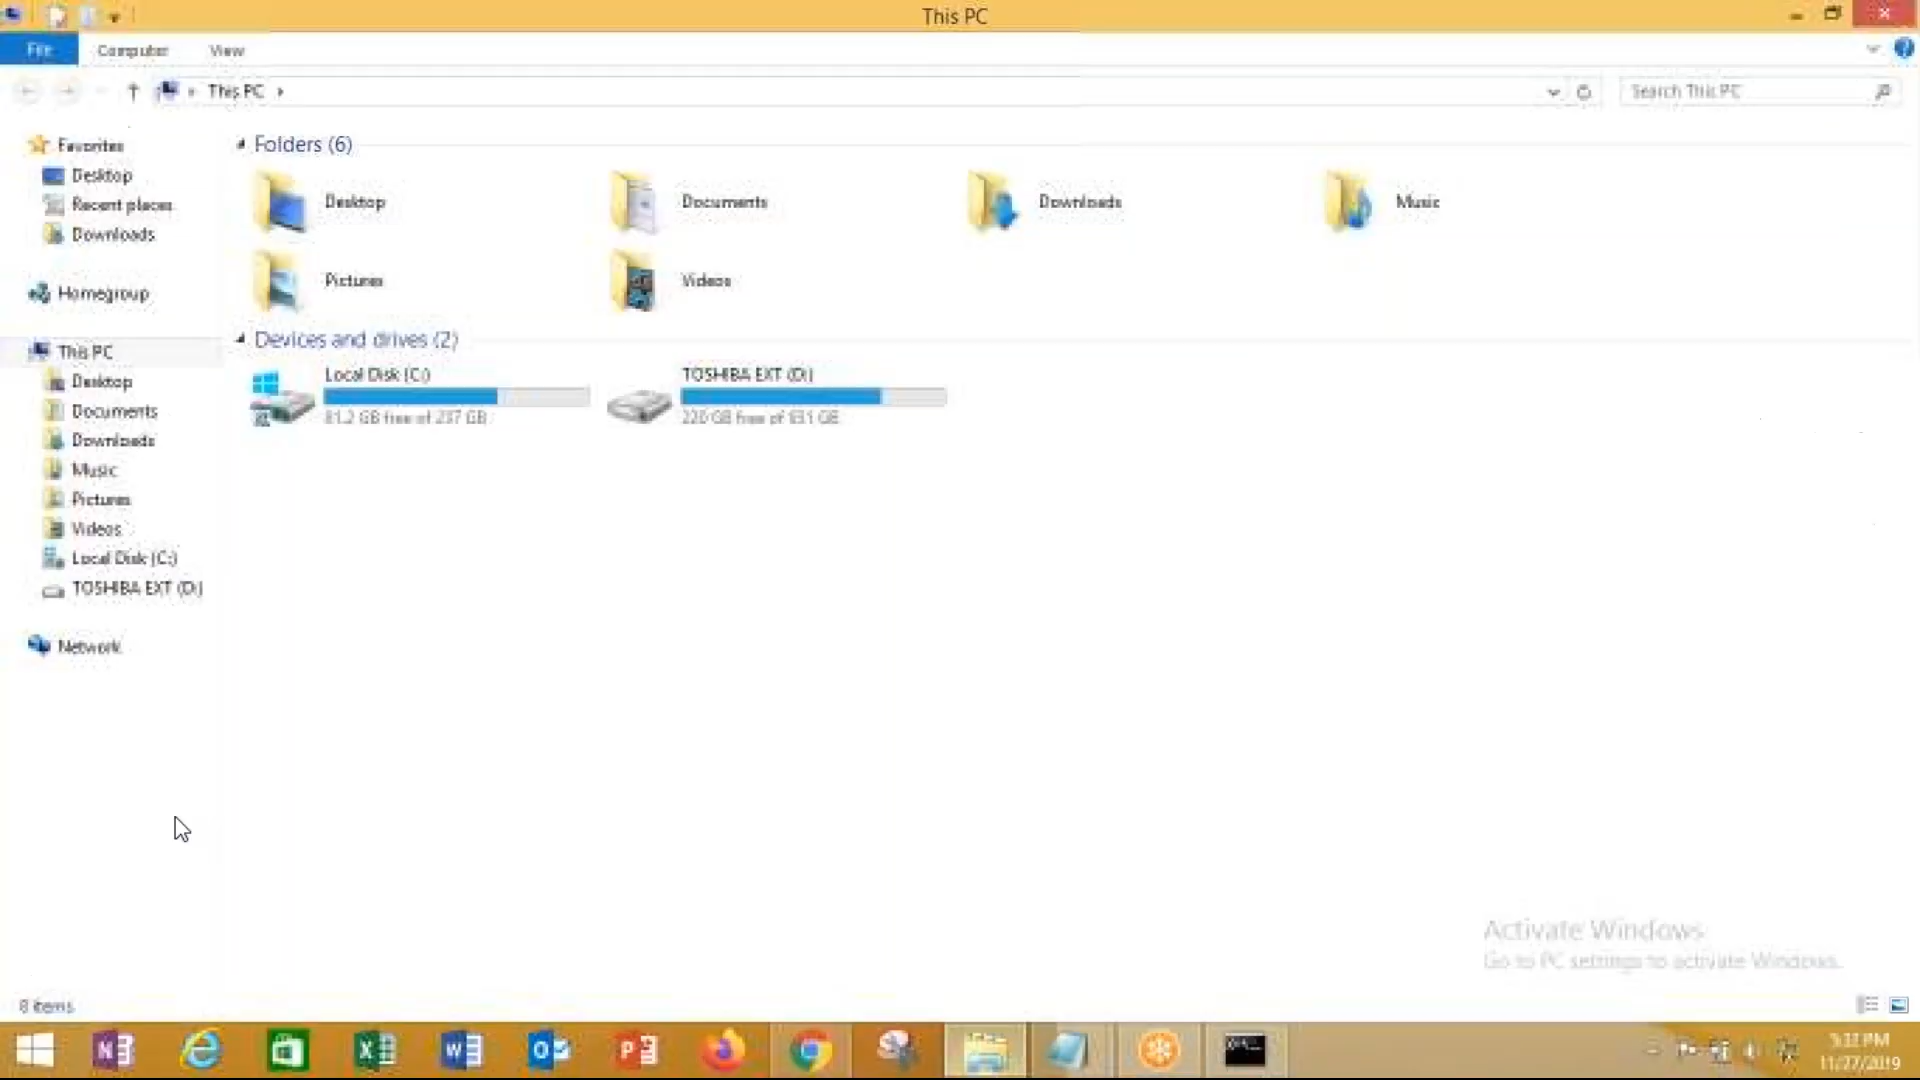 This PC
File Computer View
This PC
Search This PC
Favorites
Desktop
Recent places
Downloads
Homegroup
This PC
Desktop
Documents
Downloads
Music
Pictures
Videos
Local Disk (C:)
TOSHIBA EXT (D:)
Network
Folders (6)
Desktop
Documents
Downloads
Music
Pictures
Videos
Devices and drives (2)
Local Disk (C:)
81.2 GB free of 237 GB
TOSHIBA EXT (D:)
220 GB free of 931 GB
Activate Windows
Go to PC settings to activate Windows.
8 items
PM
11/27/2019